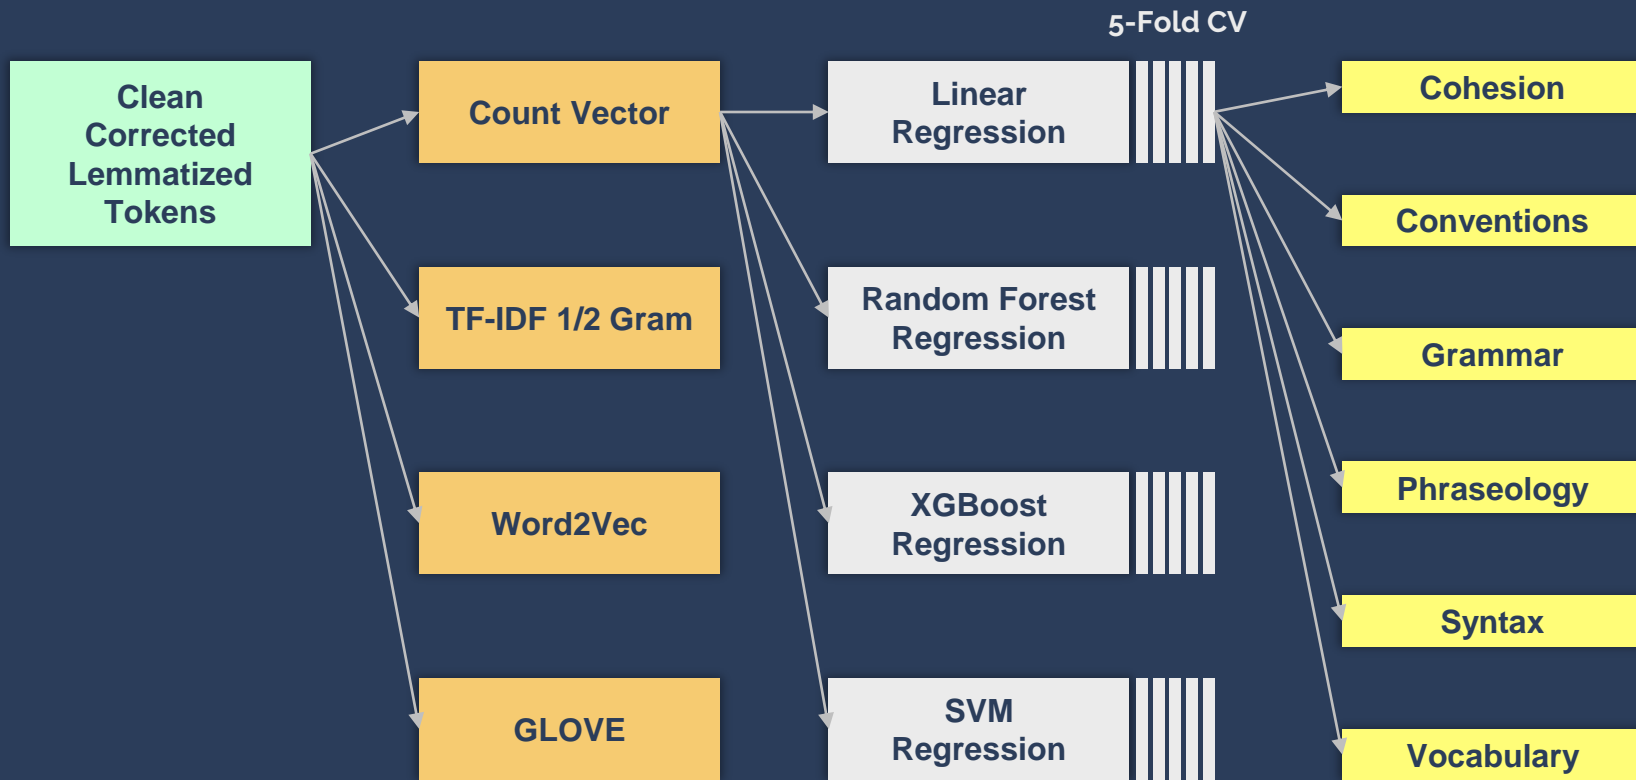 5-Fold CV
Clean
Corrected
Lemmatized
Tokens
Count Vector
TF-IDF 1/2 Gram
Word2Vec
GLOVE
Linear
Regression
Random Forest
Regression
XGBoost
Regression
SVM
Regression
Cohesion
Conventions
Grammar
Phraseology
Syntax
Vocabulary